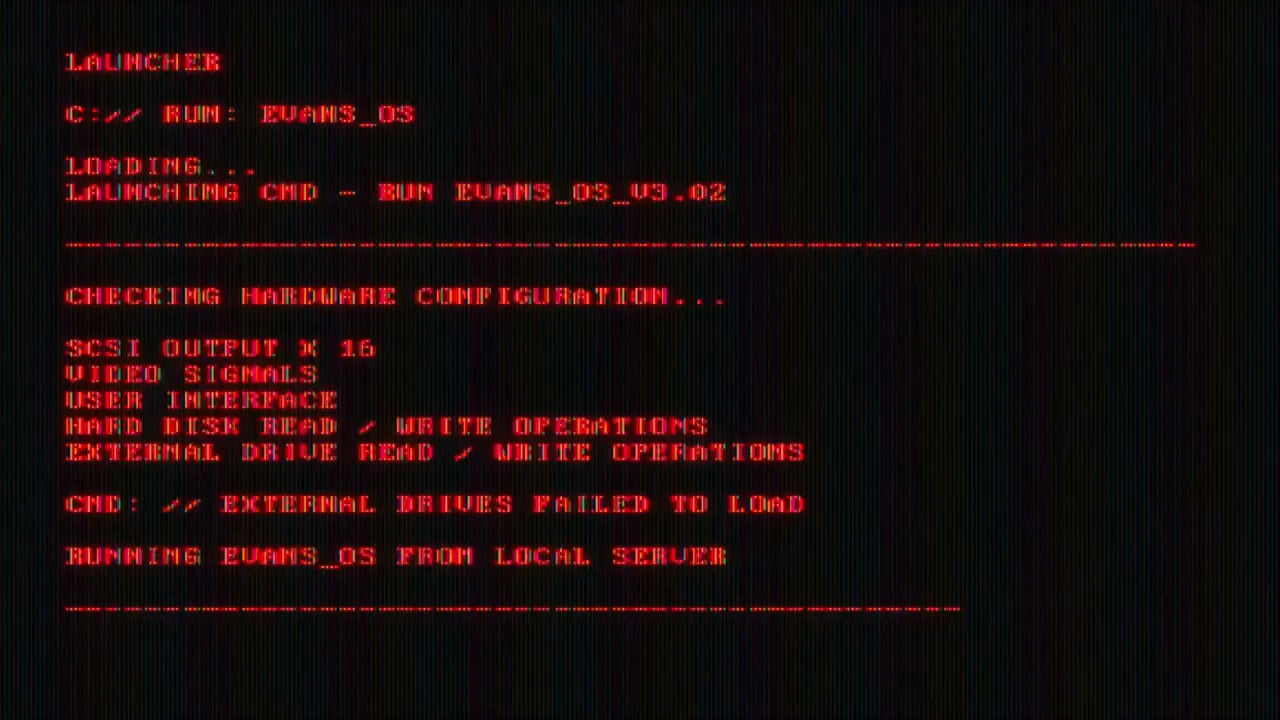 LAUNCHER
C:// RUN: EVANS_OS
LOADING...
LAUNCHING CMD - RUN EVANS_OS_V3.02
----------------------------------------------------------
CHECKING HARDWARE CONFIGURATION...
SCSI OUTPUT X 16
VIDEO SIGNALS
USER INTERFACE
HARD DISK READ / WRITE OPERATIONS
EXTERNAL DRIVE READ / WRITE OPERATIONS
CMD: // EXTERNAL DRIVES FAILED TO LOAD
RUNNING EVANS_OS FROM LOCAL SERVER
----------------------------------------------